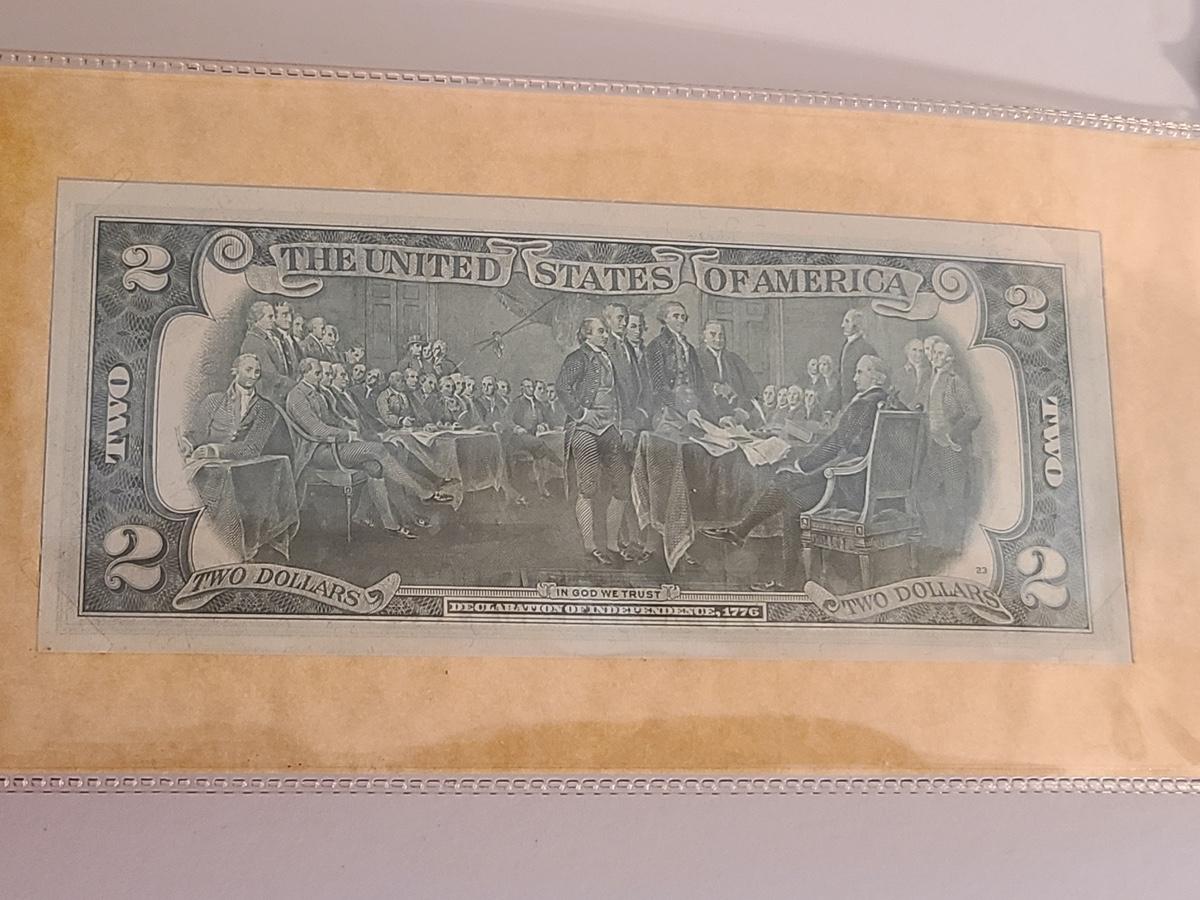 THE UNITED STATES OF AMERICA
2
2
TWO
TWO
2
2
TWO DOLLARS
IN GOD WE TRUST
DECLARATION OF INDEPENDENCE, 1776
23
TWO DOLLARS